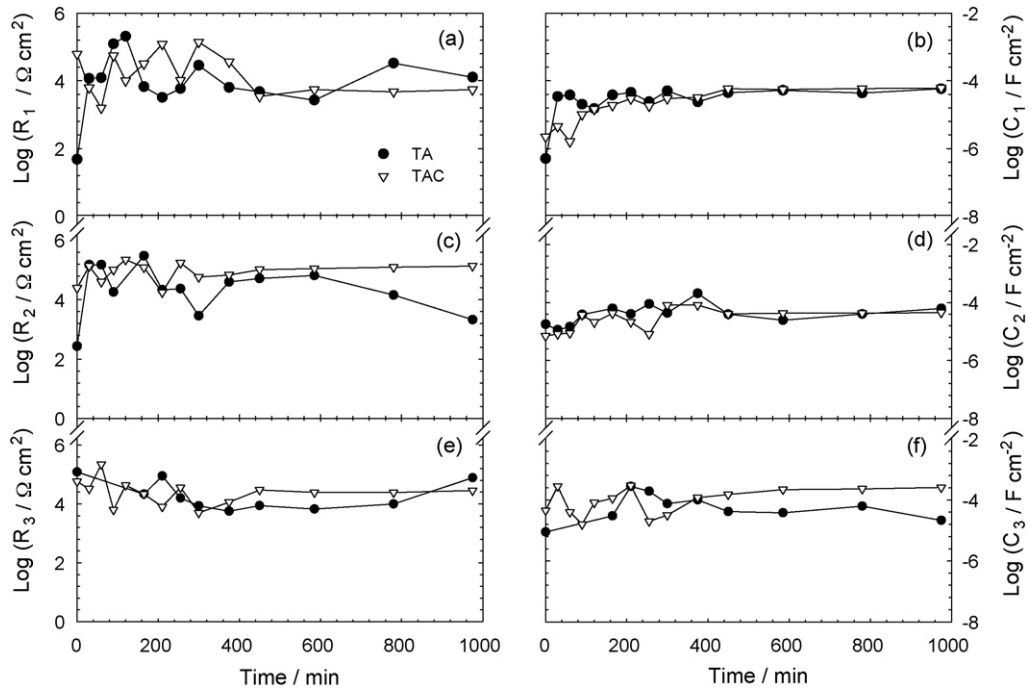 6
4
2
0
Log (R1 / Ω cm2)
(a)
TA
TAC
-2
-4
-6
-8
Log (C1 / F cm-2)
(b)
6
4
2
0
Log (R2 / Ω cm2)
(c)
-2
-4
-6
-8
Log (C2 / F cm-2)
(d)
6
4
2
0
Log (R3 / Ω cm2)
(e)
-2
-4
-6
-8
Log (C3 / F cm-2)
(f)
0 200 400 600 800 1000
Time / min
0 200 400 600 800 1000
Time / min